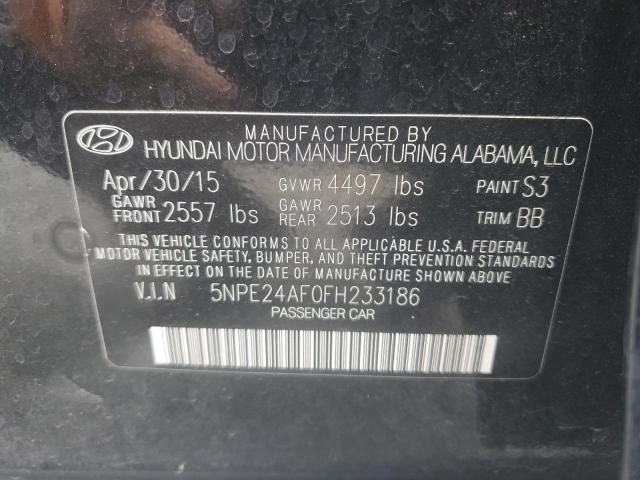 MANUFACTURED BY
HYUNDAI MOTOR MANUFACTURING ALABAMA, LLC
Apr/30/15 GVWR 4497 lbs PAINT S3
GAWR FRONT 2557 lbs GAWR REAR 2513 lbs TRIM BB
THIS VEHICLE CONFORMS TO ALL APPLICABLE U.S.A. FEDERAL
MOTOR VEHICLE SAFETY, BUMPER, AND THEFT PREVENTION STANDARDS
IN EFFECT ON THE DATE OF MANUFACTURE SHOWN ABOVE
V.I.N 5NPE24AF0FH233186
PASSENGER CAR